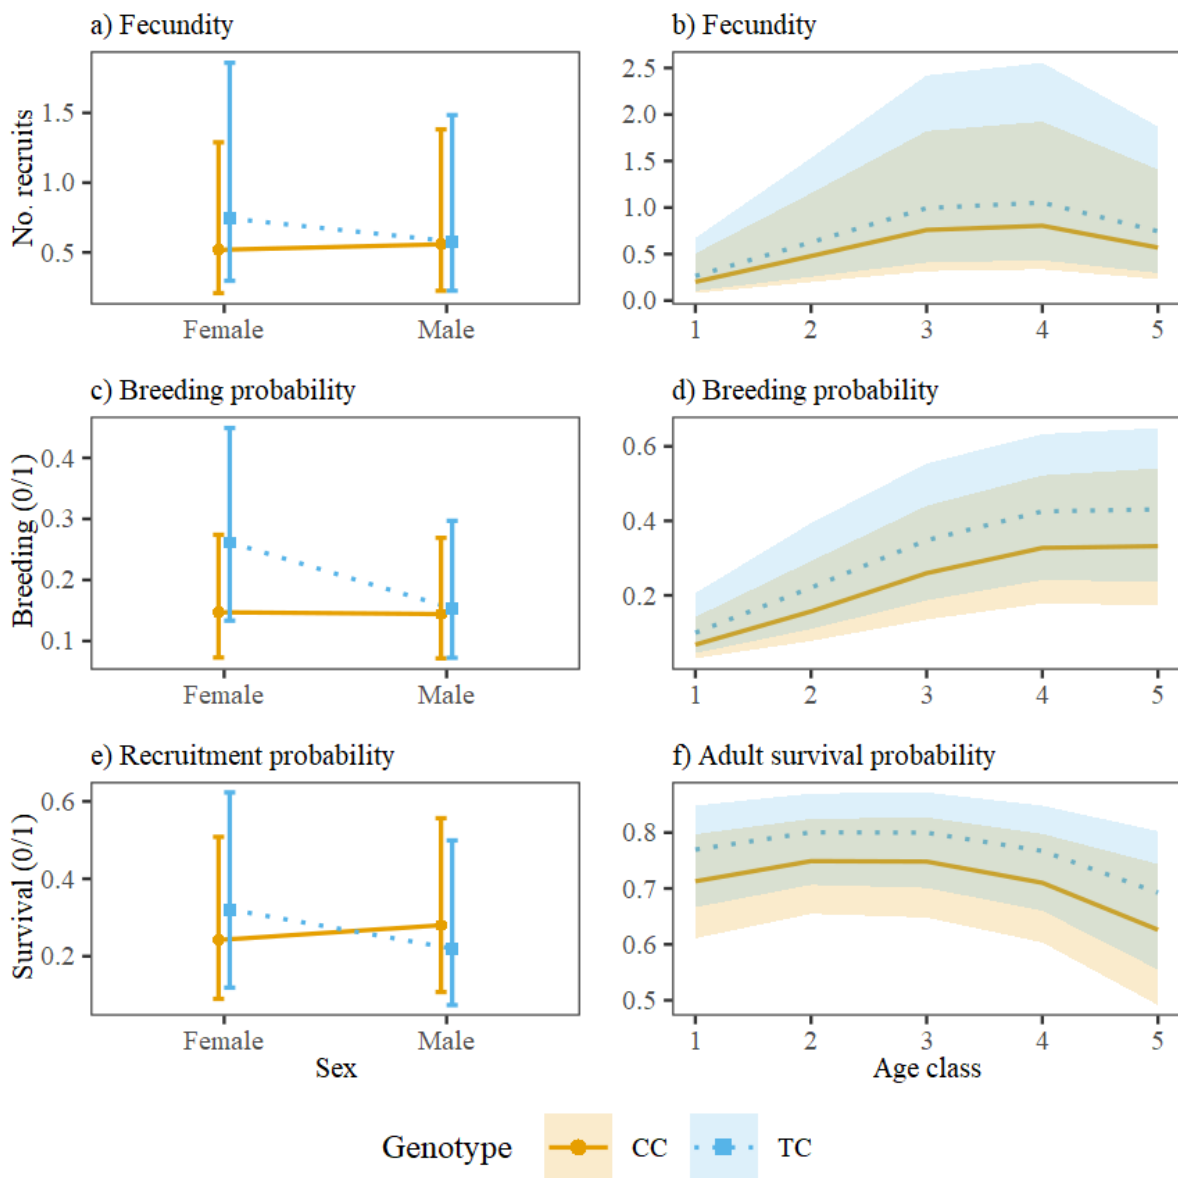 a) Fecundity
No. recruits
1.5
1.0
0.5
Female Male
b) Fecundity
2.5
2.0
1.5
1.0
0.5
0.0
1 2 3 4 5
c) Breeding probability
Breeding (0/1)
0.4
0.3
0.2
0.1
Female Male
d) Breeding probability
0.6
0.4
0.2
1 2 3 4 5
e) Recruitment probability
Survival (0/1)
0.6
0.4
0.2
Female Male
Sex
f) Adult survival probability
0.8
0.7
0.6
0.5
1 2 3 4 5
Age class
Genotype CC TC